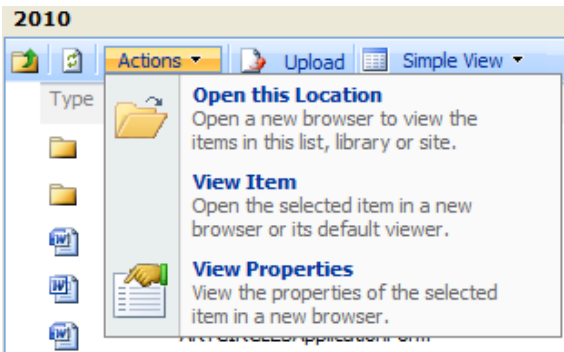 2010
Actions Upload Simple View
Type
Open this Location
Open a new browser to view the
items in this list, library or site.
View Item
Open the selected item in a new
browser or its default viewer.
View Properties
View the properties of the selected
item in a new browser.